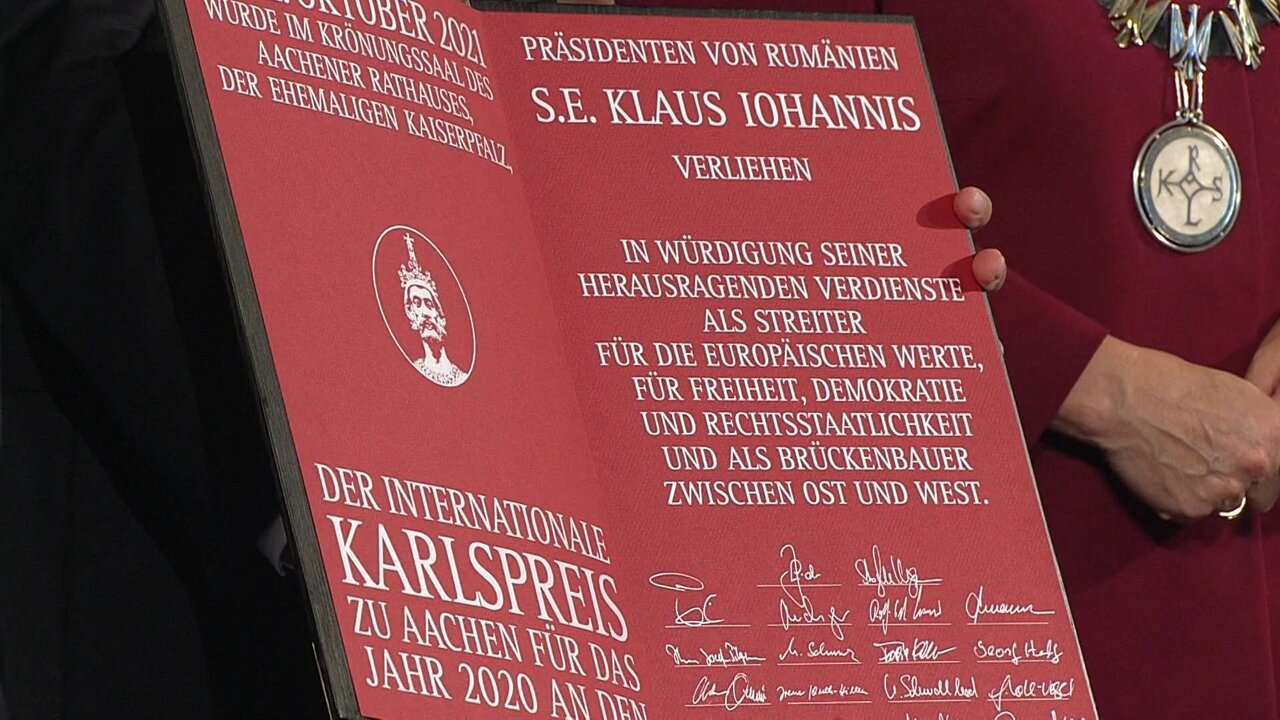 OKTOBER 2021
WURDE IM KRÖNUNGSSAAL DES
AACHENER RATHAUSES,
DER EHEMALIGEN KAISERPFALZ,
DER INTERNATIONALE
KARLSPREIS
ZU AACHEN FÜR DAS
JAHR 2020 AN DEN
PRÄSIDENTEN VON RUMÄNIEN
S.E. KLAUS IOHANNIS
VERLIEHEN
IN WÜRDIGUNG SEINER
HERAUSRAGENDEN VERDIENSTE
ALS STREITER
FÜR DIE EUROPÄISCHEN WERTE,
FÜR FREIHEIT, DEMOKRATIE
UND RECHTSSTAATLICHKEIT
UND ALS BRÜCKENBAUER
ZWISCHEN OST UND WEST.
R
K S
L